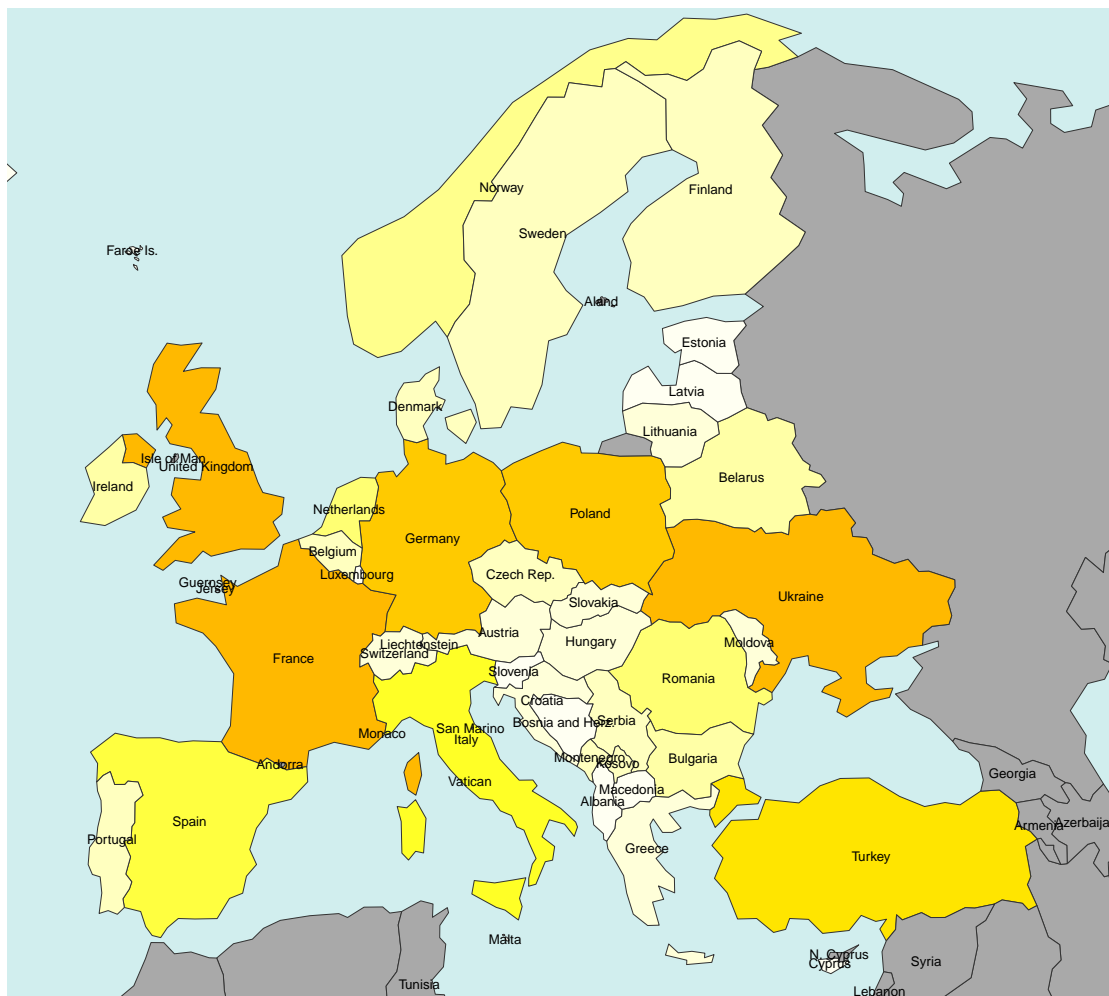 Norway
Finland
Sweden
Faroe Is.
Aland
Estonia
Latvia
Denmark
Lithuania
Isle of Man
United Kingdom
Ireland
Belarus
Netherlands
Poland
Germany
Belgium
Czech Rep.
Luxembourg
Guernsey
Jersey
Ukraine
Slovakia
Austria
Hungary
Moldova
Liechtenstein
Switzerland
France
Slovenia
Romania
Croatia
Bosnia and Herz.
Serbia
San Marino
Monaco
Italy
Montenegro
Kosovo
Bulgaria
Andorra
Vatican
Georgia
Macedonia
Albania
Spain
Armenia
Azerbaija
Portugal
Greece
Turkey
Malta
N. Cyprus
Cyprus
Syria
Tunisia
Lebanon